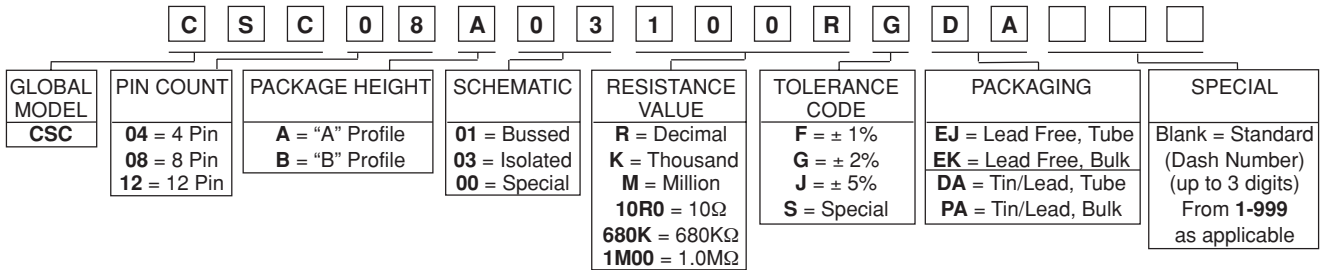 C S C 0 8 A 0 3 1 0 0 R G D A
GLOBAL
MODEL
CSC
PIN COUNT
04 = 4 Pin
08 = 8 Pin
12 = 12 Pin
PACKAGE HEIGHT
A = “A” Profile
B = “B” Profile
SCHEMATIC
01 = Bussed
03 = Isolated
00 = Special
RESISTANCE
VALUE
R = Decimal
K = Thousand
M = Million
10R0 = 10Ω
680K = 680KΩ
1M00 = 1.0MΩ
TOLERANCE
CODE
F = ± 1%
G = ± 2%
J = ± 5%
S = Special
PACKAGING
EJ = Lead Free, Tube
EK = Lead Free, Bulk
DA = Tin/Lead, Tube
PA = Tin/Lead, Bulk
SPECIAL
Blank = Standard
(Dash Number)
(up to 3 digits)
From 1-999
as applicable